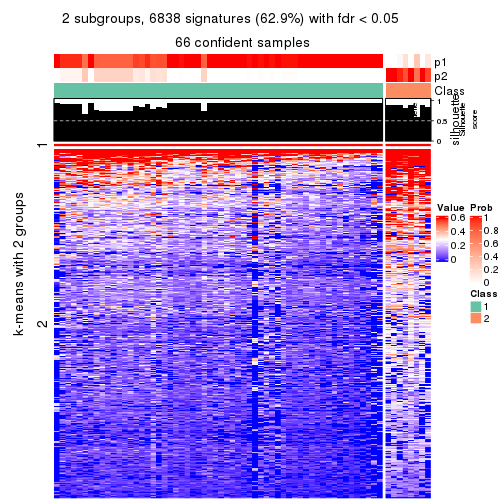 2 subgroups, 6838 signatures (62.9%) with fdr < 0.05
66 confident samples
p1
p2
Class
1
0.5
0
silhouette
Silhouette
score
k-means with 2 groups
1
2
Value
0.6
0.4
0.2
0
Prob
1
0.8
0.6
0.4
0.2
0
Class
1
2